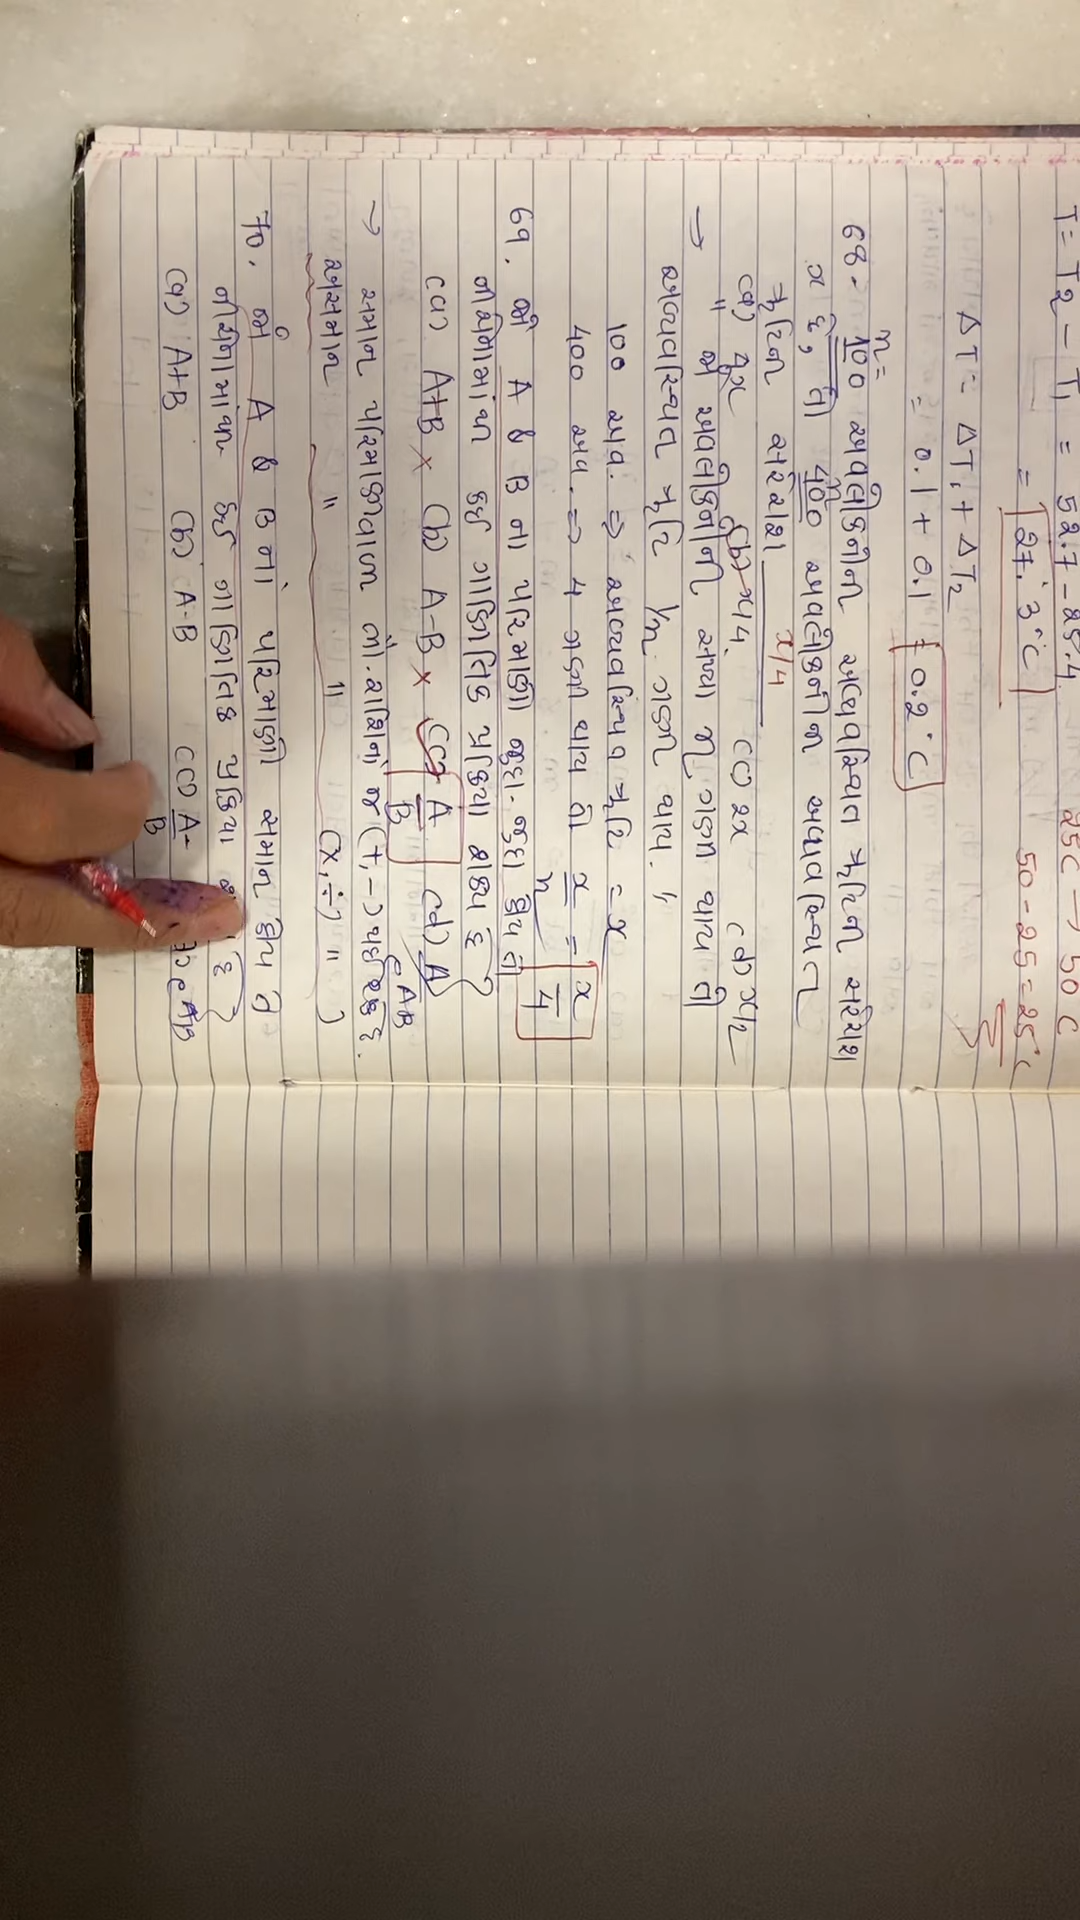 T = T2 - T1 = 52.7 - 25.4
= 27.3°C
25C → 50C
50-25=25°C
ΔT = ΔT1 + ΔT2
= 0.1 + 0.1 = 0.2°C
n=
68- 100 અવલોકનોની અવ્યવસ્થિત ત્રુટિની સરેરાશ
x છે, તો 400 અવલોકનોની અવ્યવસ્થિત
ત્રુટિની સરેરાશ x/4
(a) 4x (b) x/4. (c) 2x (d) x/2
→ " જો અવલોકનોની સંખ્યા n ગણી થાય તો
અવ્યવસ્થિત ત્રુટિ 1/n ગણી થાય. "
100 અવ. ⇒ અવ્યવસ્થિત ત્રુટિ = x
400 અવ. ⇒ 4 ગણી થાય તો x/n = x/4
69. જો A & B ના પરિમાણો જુદા-જુદા હોય તો
નીચેનામાંથી કઈ ગાણિતિક પ્રક્રિયા શક્ય છે?
(a) A+B × (b) A-B × (c) A/B (d) e^A/B
→ સમાન પરિમાણવાળી ભૌ.રાશિનો જ (+,-) થઈ શકે.
અસમાન " " (×,÷) " )
70. જો A & B નાં પરિમાણો સમાન હોય તો
નીચેનામાંથી કઈ ગાણિતિક પ્રક્રિયા છે?
(a) A+B (b) A-B (c) A/B e^AB